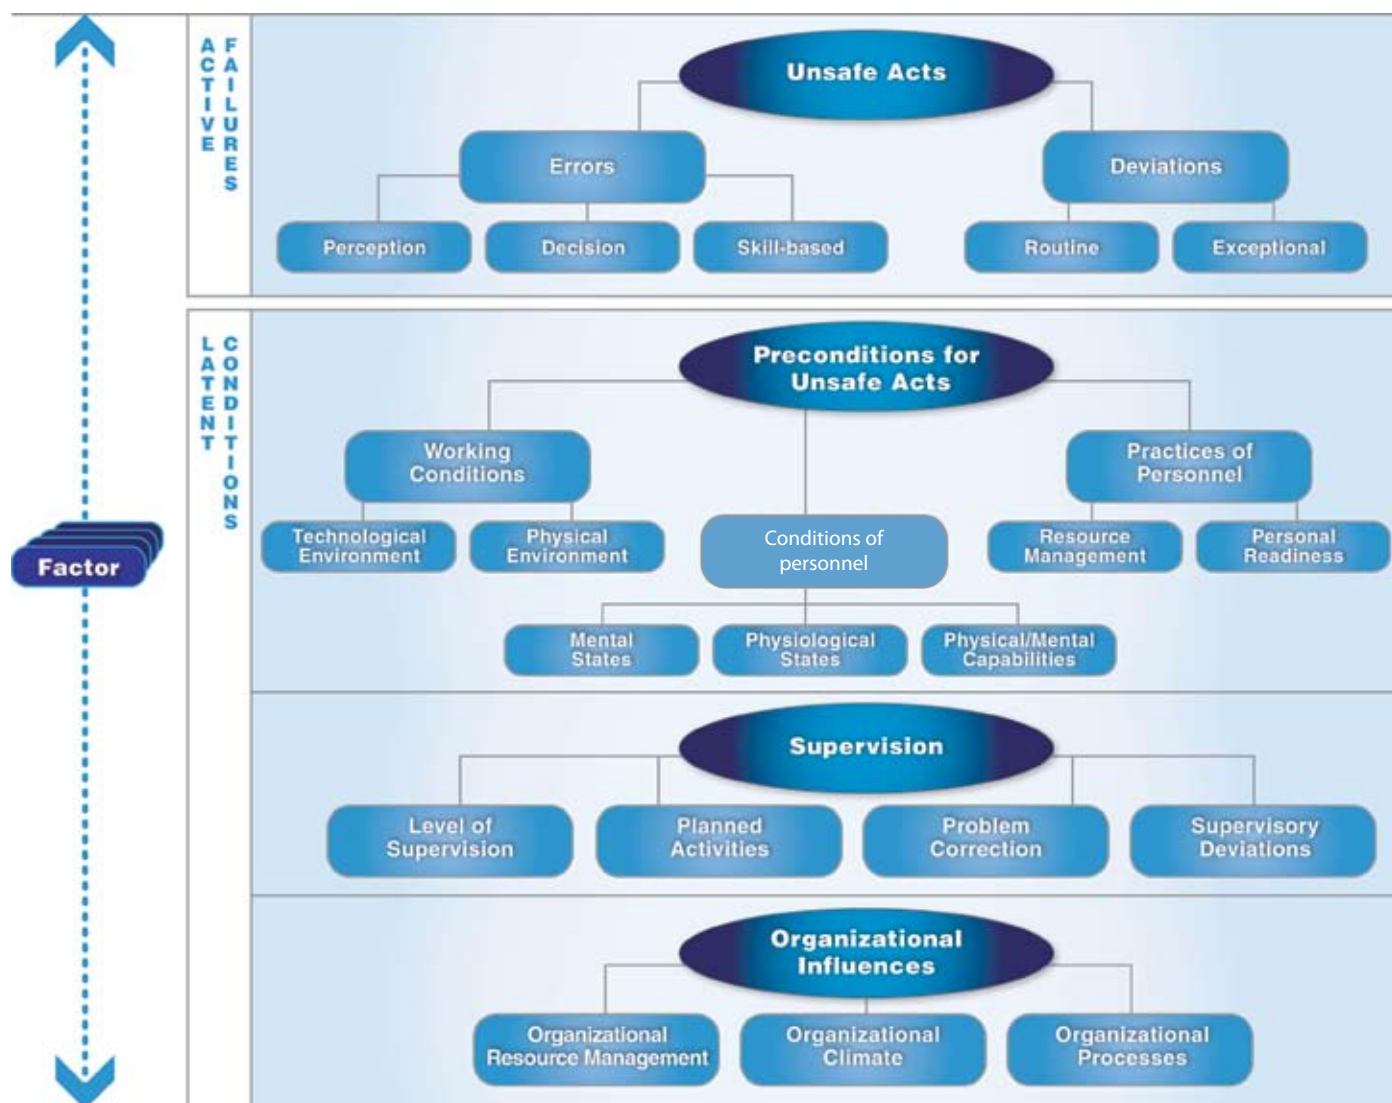 ACTIVE
FAILURES
Unsafe Acts
Errors
Deviations
Perception
Decision
Skill-based
Routine
Exceptional
LATENT
CONDITIONS
Preconditions for
Unsafe Acts
Working
Conditions
Practices of
Personnel
Technological
Environment
Physical
Environment
Conditions of
personnel
Resource
Management
Personal
Readiness
Factor
Mental
States
Physiological
States
Physical/Mental
Capabilities
Supervision
Level of
Supervision
Planned
Activities
Problem
Correction
Supervisory
Deviations
Organizational
Influences
Organizational
Resource Management
Organizational
Climate
Organizational
Processes